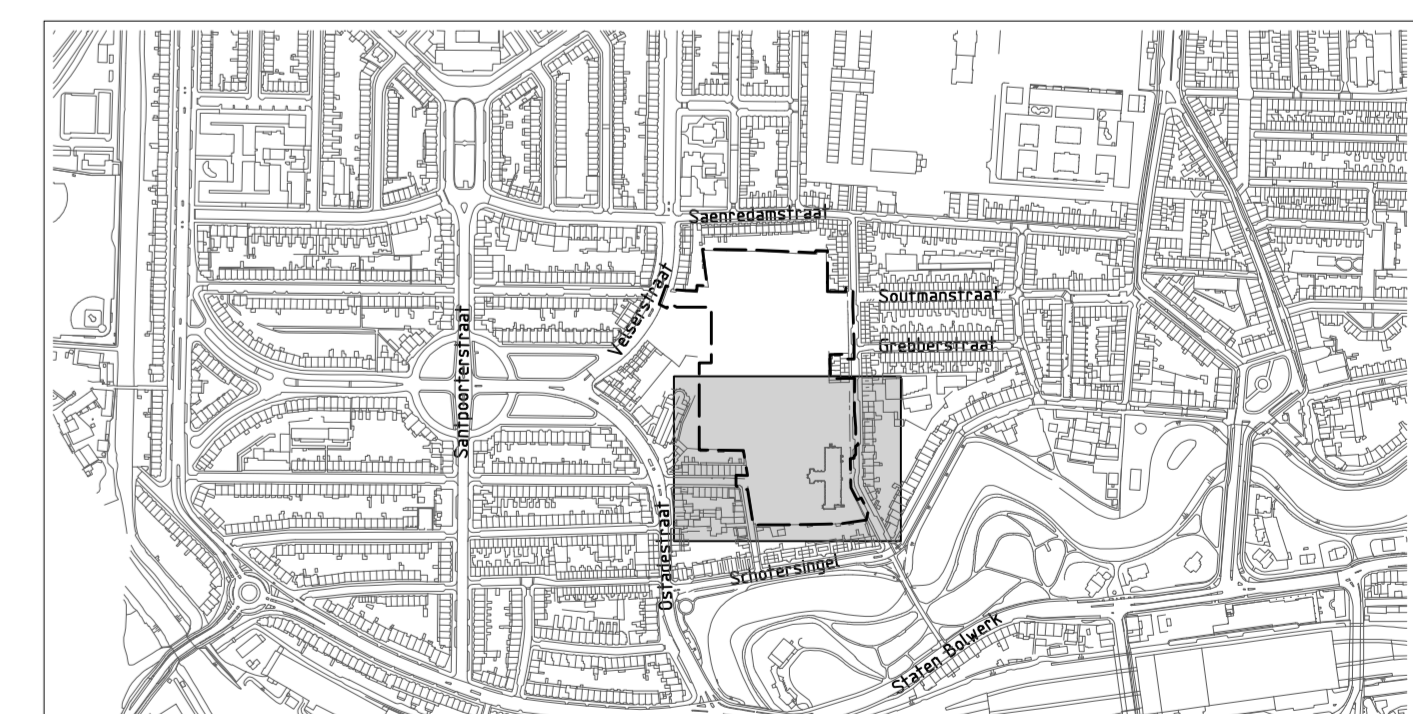 Saenredamstraat
Velserstraat
Soutmanstraat
Santpoorterstraat
Grebberstraat
Ostadestraat
Schotersingel
Staten Bolwerk